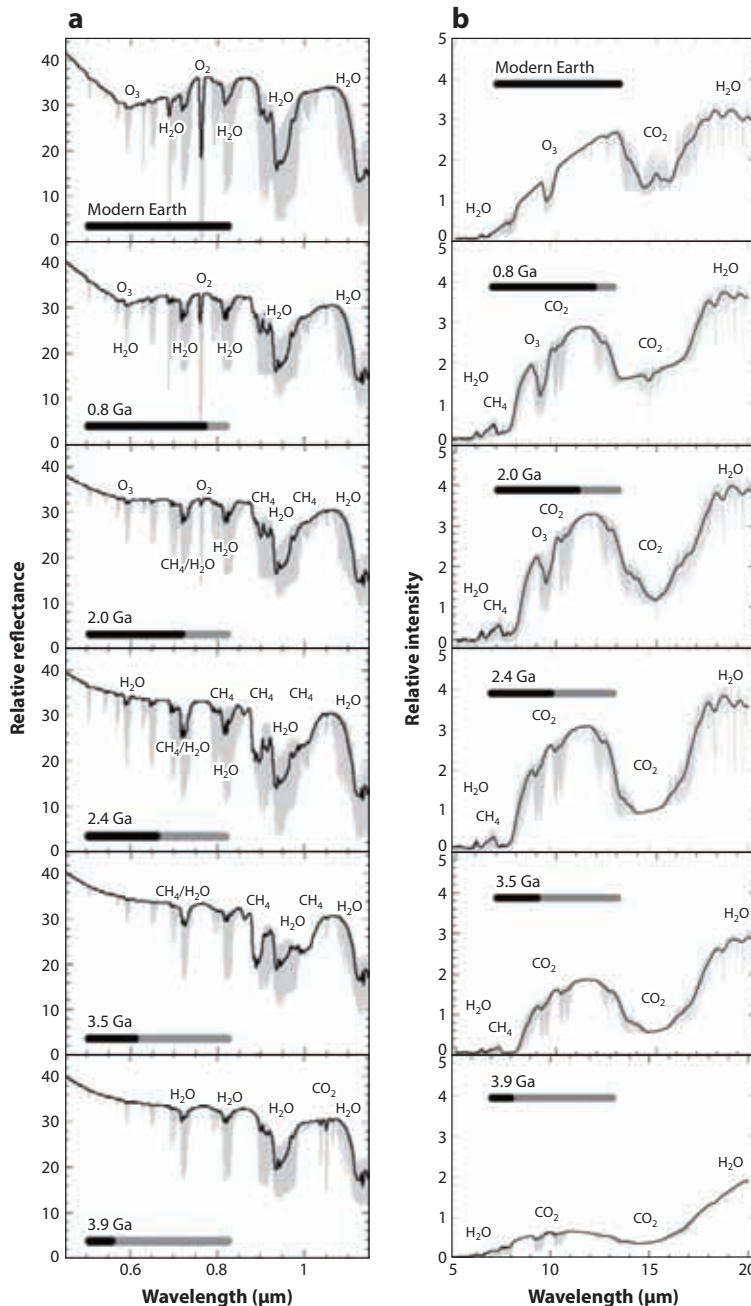 a
Relative reflectance
40
30
20
10
0
O₃
O₂
H₂O
H₂O
H₂O
H₂O
Modern Earth
40
30
20
10
0
O₃
O₂
H₂O
H₂O
H₂O
H₂O
H₂O
0.8 Ga
40
30
20
10
0
O₃
O₂
CH₄
CH₄
H₂O
H₂O
H₂O
CH₄/H₂O
2.0 Ga
40
30
20
10
0
H₂O
CH₄
CH₄
CH₄
H₂O
H₂O
CH₄/H₂O
H₂O
2.4 Ga
40
30
20
10
0
CH₄/H₂O
CH₄
CH₄
H₂O
H₂O
3.5 Ga
40
30
20
10
0
CO₂
H₂O
H₂O
H₂O
H₂O
3.9 Ga
0.6
0.8
1
Wavelength (μm)
b
Relative intensity
5
4
3
2
1
0
Modern Earth
H₂O
CO₂
O₃
H₂O
5
4
3
2
1
0
0.8 Ga
H₂O
CO₂
O₃
CO₂
H₂O
CH₄
5
4
3
2
1
0
2.0 Ga
H₂O
CO₂
O₃
CO₂
H₂O
CH₄
5
4
3
2
1
0
2.4 Ga
H₂O
CO₂
CO₂
H₂O
CH₄
5
4
3
2
1
0
3.5 Ga
H₂O
CO₂
CO₂
H₂O
CH₄
5
4
3
2
1
0
3.9 Ga
H₂O
CO₂
CO₂
H₂O
5
10
15
20
Wavelength (μm)